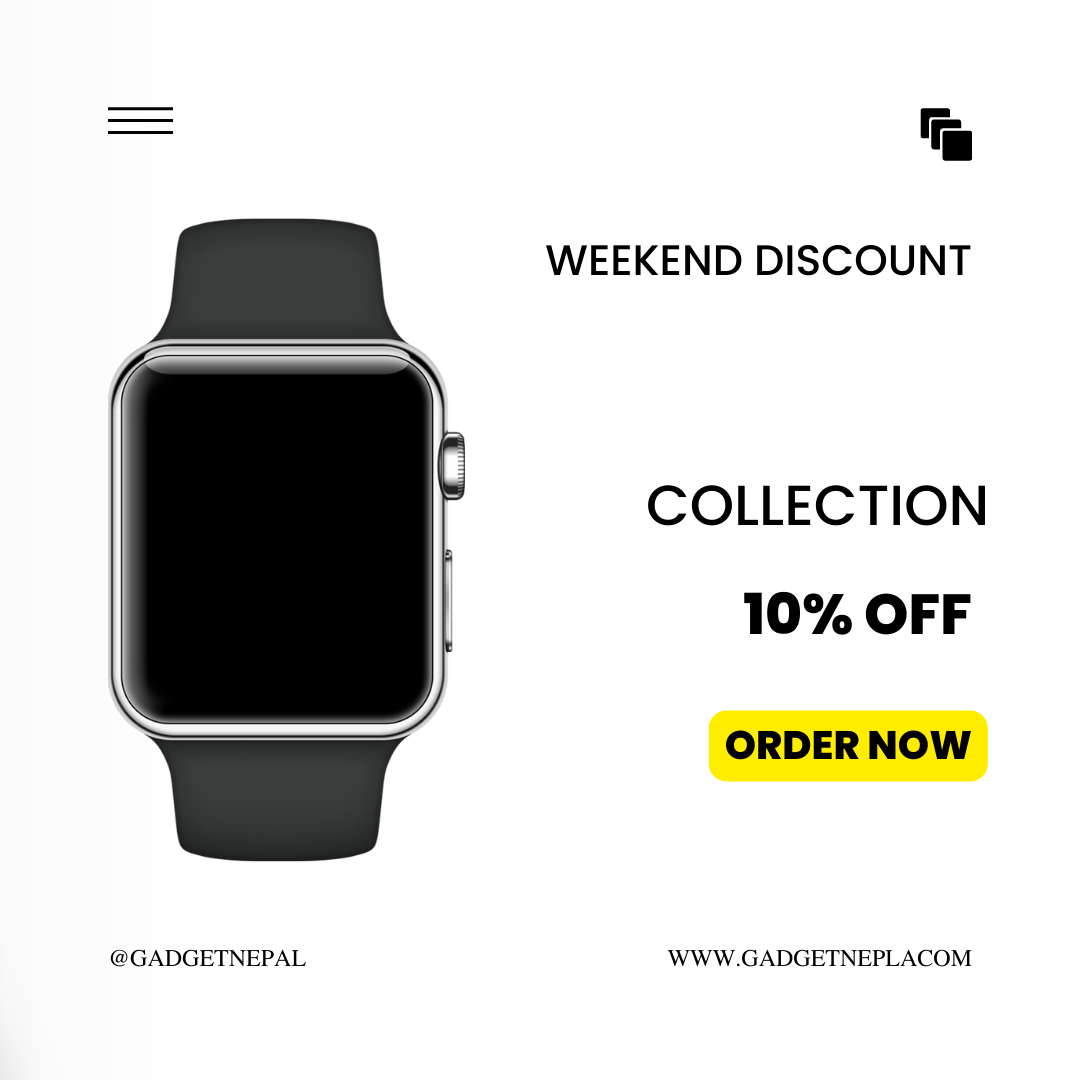 WEEKEND DISCOUNT
COLLECTION
10% OFF
ORDER NOW
@GADGETNEPAL
WWW.GADGETNEPLACOM